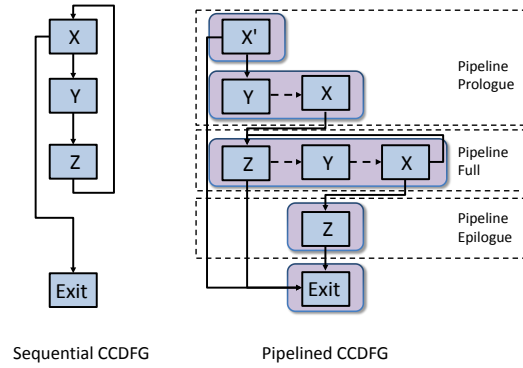 X
Y
Z
Exit
Sequential CCDFG
X'
Y X
Z Y X
Z
Exit
Pipelined CCDFG
Pipeline
Prologue
Pipeline
Full
Pipeline
Epilogue